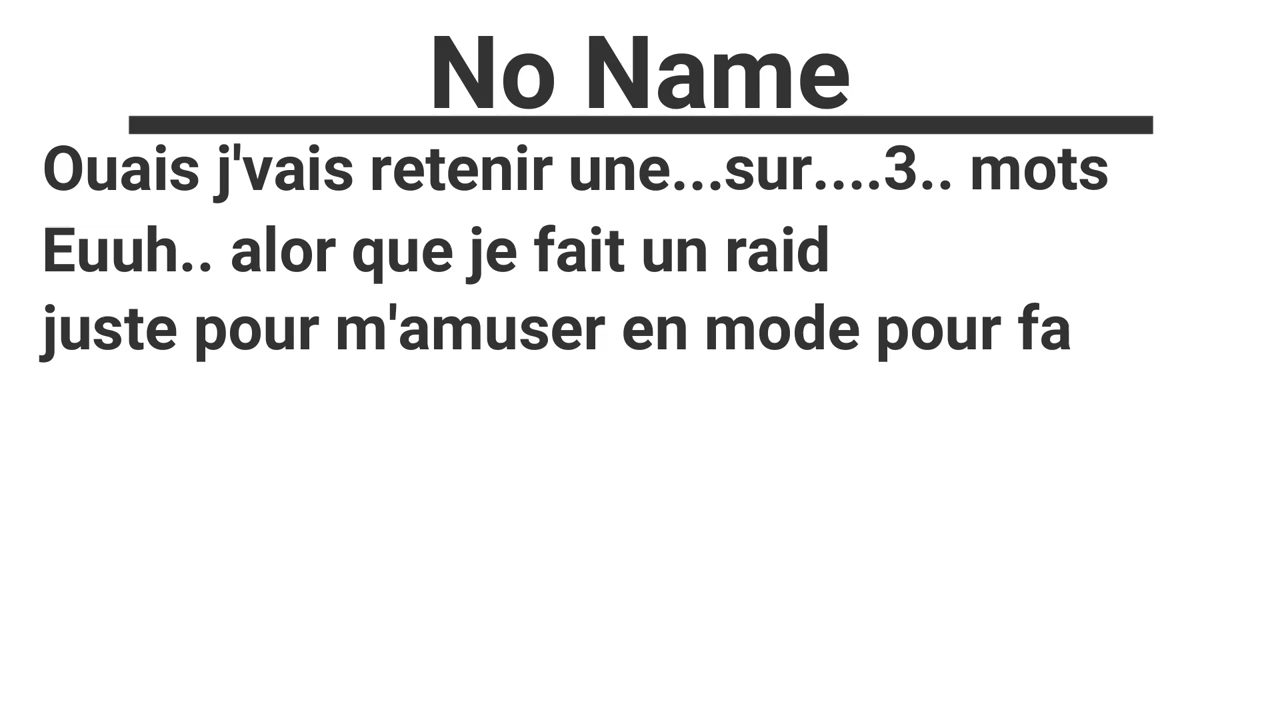 No Name
Ouais j'vais retenir une...sur....3.. mots
Euuh.. alor que je fait un raid
juste pour m'amuser en mode pour fa